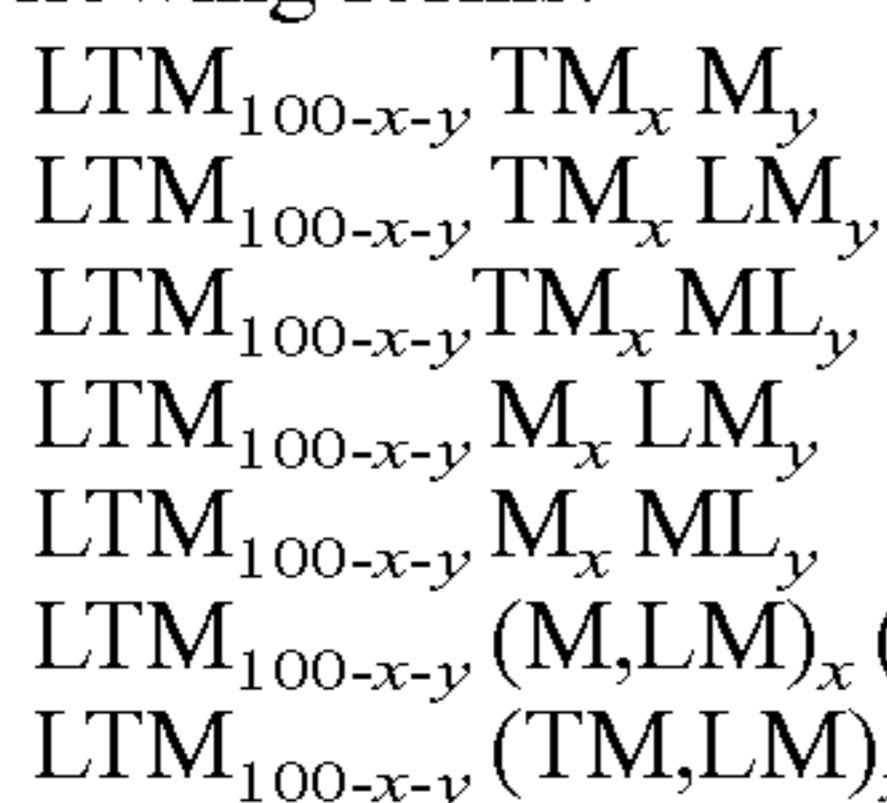 LTM100-x-y TMx My
LTM100-x-y TMx LMy
LTM100-x-y TMx MLy
LTM100-x-y Mx LMy
LTM100-x-y Mx MLy
LTM100-x-y (M,LM)x (
LTM100-x-y (TM,LM)